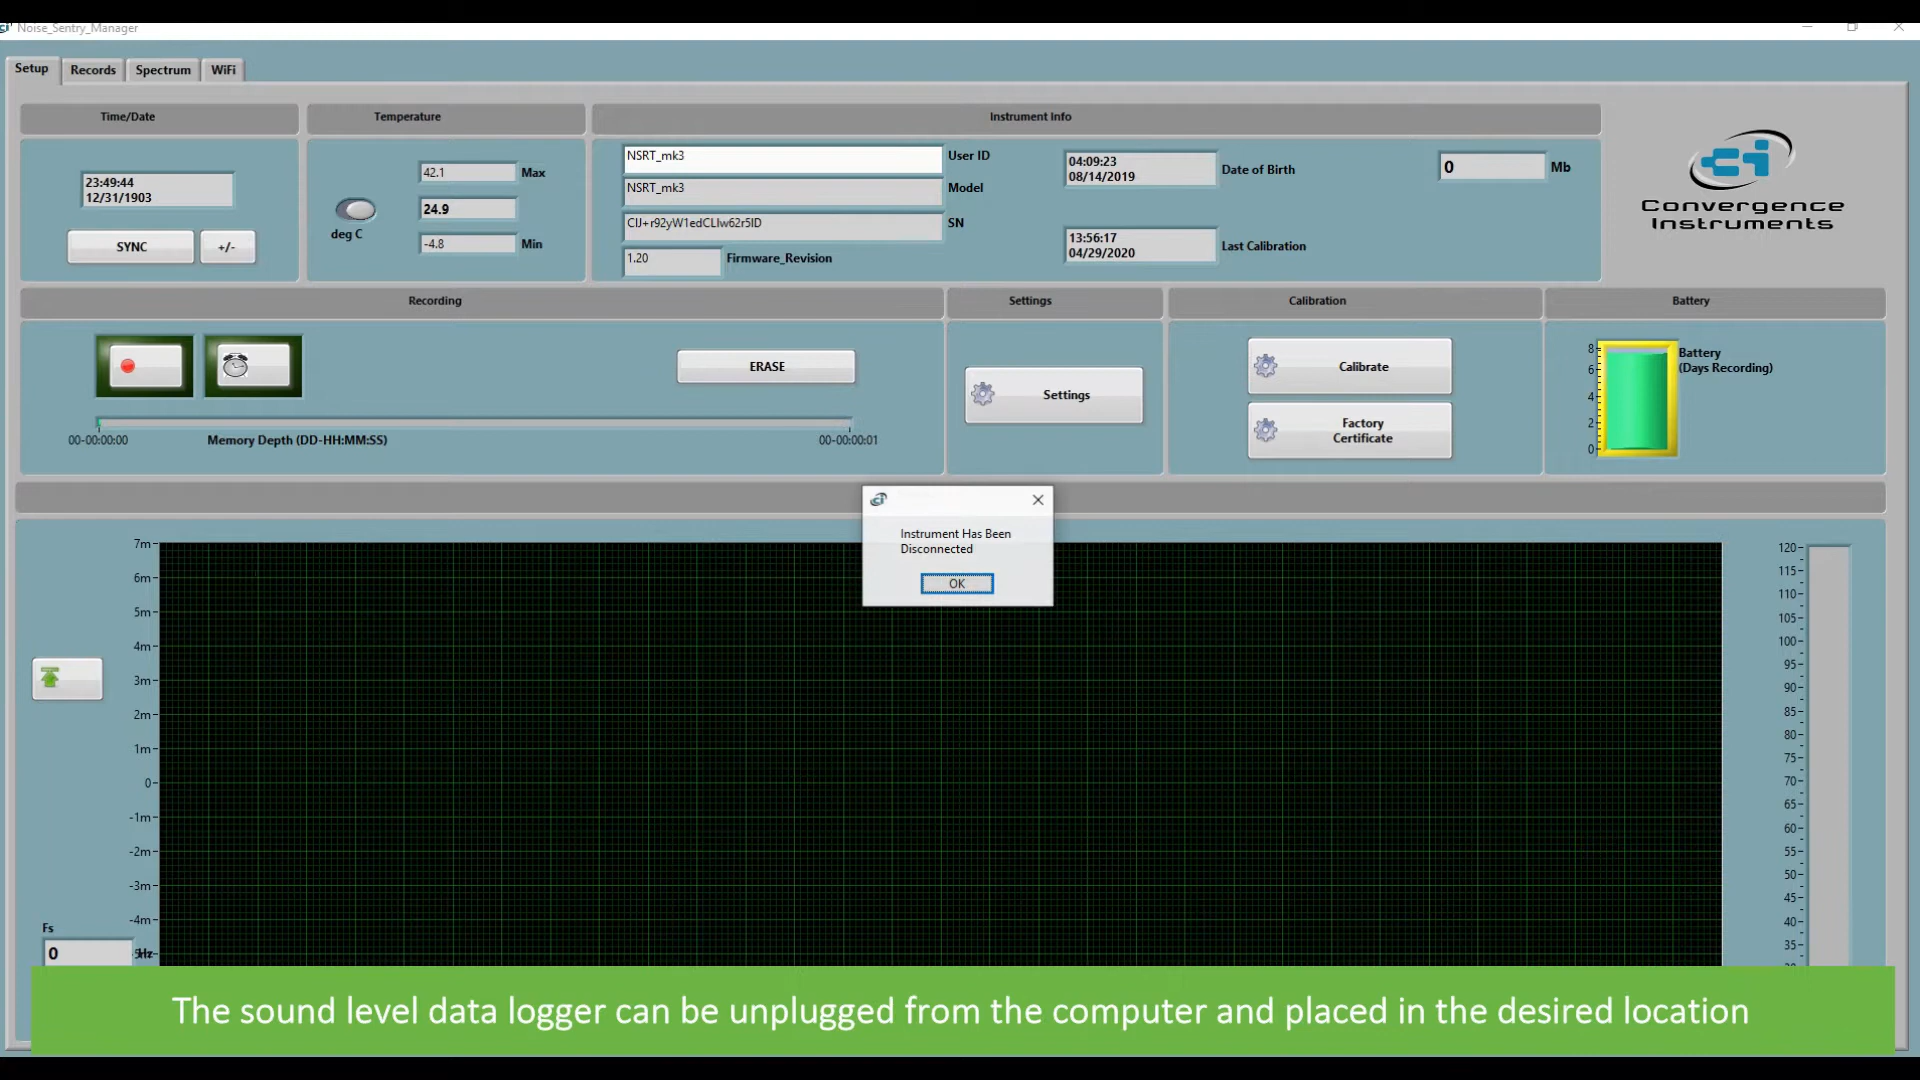 Noise_Sentry_Manager
Setup
Records
Spectrum
WiFi
Time/Date
Temperature
Instrument Info
23:49:44
12/31/1903
SYNC
+/-
deg C
42.1
Max
24.9
-4.8
Min
NSRT_mk3
User ID
NSRT_mk3
Model
CIJ+r92yW1edCLIw62r5ID
SN
1.20
Firmware_Revision
04:09:23
08/14/2019
Date of Birth
13:56:17
04/29/2020
Last Calibration
0
Mb
Convergence
Instruments
Recording
Settings
Calibration
Battery
ERASE
00-00:00:00
Memory Depth (DD-HH:MM:SS)
00-00:00:01
Settings
Calibrate
Factory
Certificate
8
6
4
2
0
Battery
(Days Recording)
Instrument Has Been
Disconnected
OK
7m
6m
5m
4m
3m
2m
1m
0
-1m
-2m
-3m
-4m
Fs
0
Hz
120
115
110
105
100
95
90
85
80
75
70
65
60
55
50
45
40
35
The sound level data logger can be unplugged from the computer and placed in the desired location